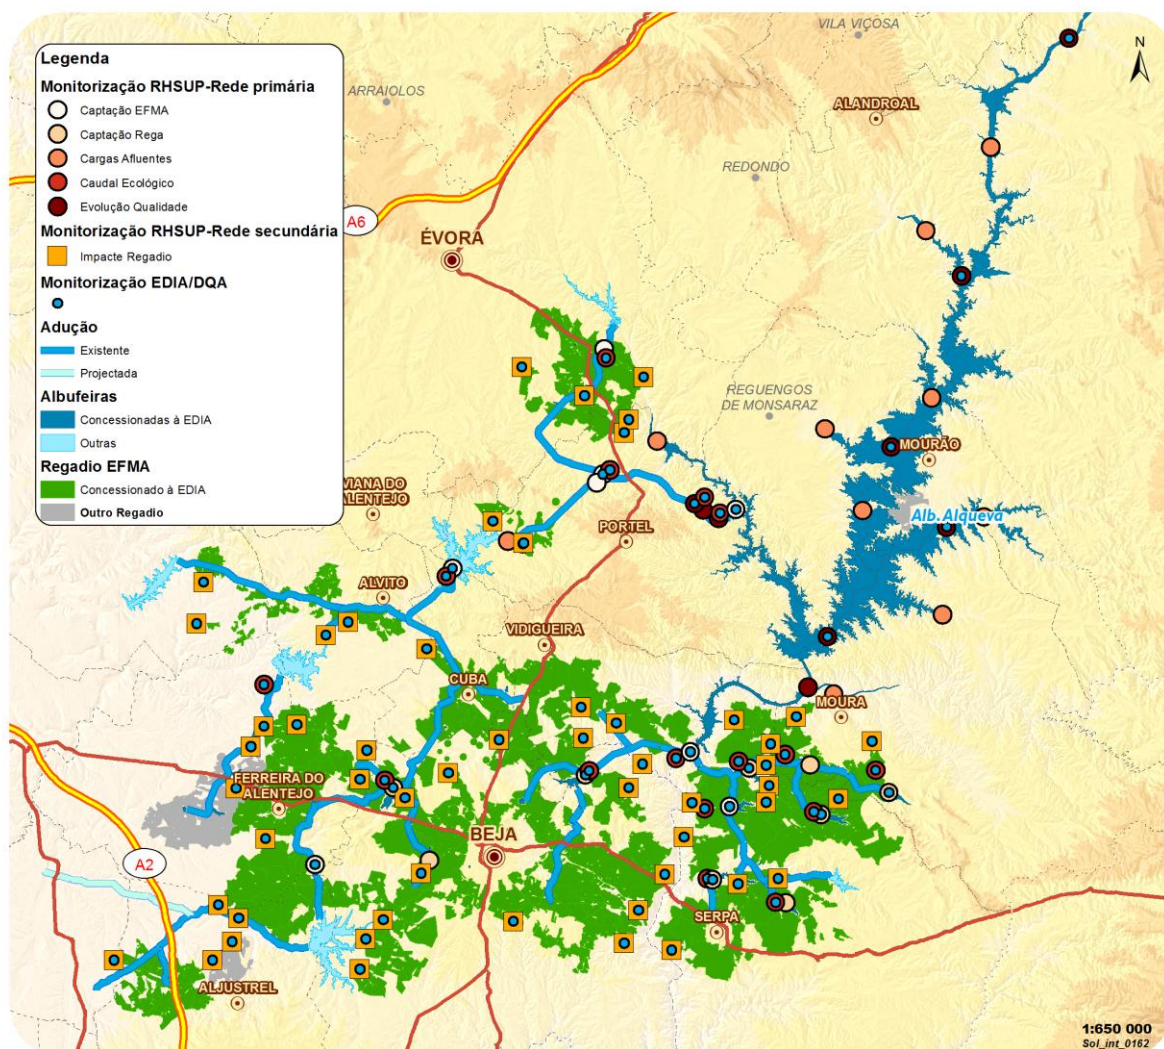 Legenda
Monitorização RHSUP-Rede primária
Captação EFMA
Captação Rega
Cargas Afluentes
Caudal Ecológico
Evolução Qualidade
Monitorização RHSUP-Rede secundária
Impacte Regadio
Monitorização EDIA/DQA
Adução
Existente
Projectada
Albufeiras
Concessionadas à EDIA
Outras
Regadio EFMA
Concessionado à EDIA
Outro Regadio
VILA VIÇOSA
N
ARRAIOLOS
ALANDROAL
REDONDO
A6
ÉVORA
REGUENGOS
DE MONSARAZ
MOURÃO
VIANA DO
ALENTEJO
Alb. Alqueva
PORTEL
ALVITO
VIDIGUEIRA
CUBA
MOURA
FERREIRA DO
ALENTEJO
BEJA
A2
SERPA
ALJUSTREL
1:650 000
Sol_int_0162